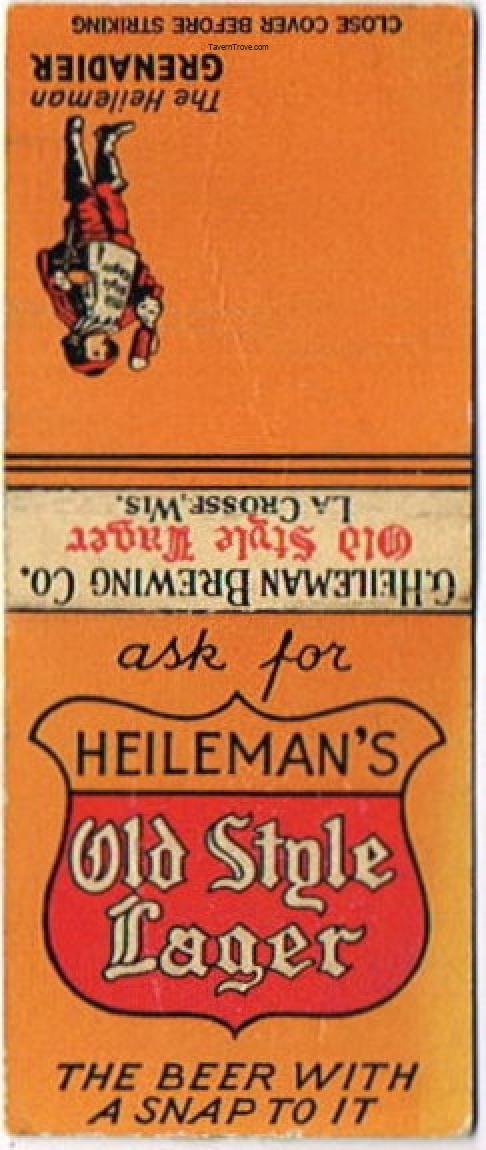 CLOSE COVER BEFORE STRIKING
TavernTrove.com
The Heileman
GRENADIER
G. HEILEMAN BREWING CO.
Old Style Lager
LA CROSSE, WIS.
ask for
HEILEMAN'S
Old Style
Lager
THE BEER WITH
A SNAP TO IT